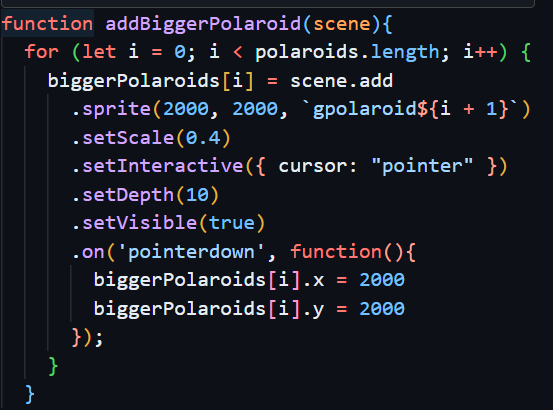 function addBiggerPolaroid(scene){
for (let i = 0; i < polaroids.length; i++) {
biggerPolaroids[i] = scene.add
.sprite(2000, 2000, `gpolaroid${i + 1}`)
.setScale(0.4)
.setInteractive({ cursor: "pointer" })
.setDepth(10)
.setVisible(true)
.on('pointerdown', function(){
biggerPolaroids[i].x = 2000
biggerPolaroids[i].y = 2000
});
}
}